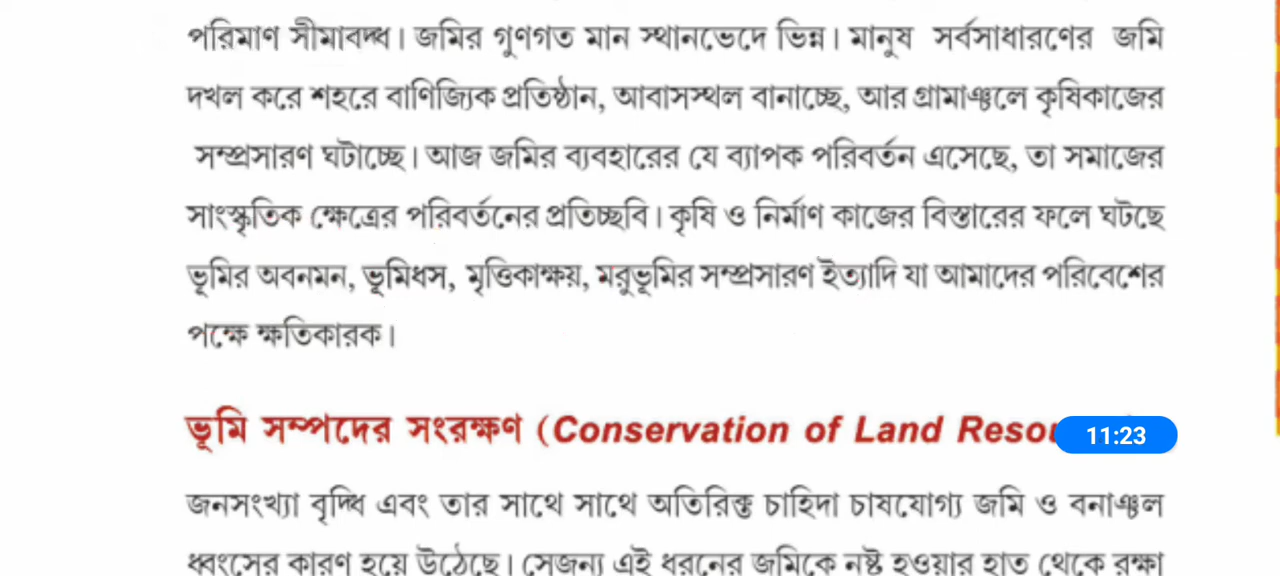 পরিমাণ সীমাবদ্ধ। জমির গুণগত মান স্থানভেদে ভিন্ন। মানুষ সর্বসাধারণের জমি
দখল করে শহরে বাণিজ্যিক প্রতিষ্ঠান, আবাসস্থল বানাচ্ছে, আর গ্রামাঞ্চলে কৃষিকাজের
সম্প্রসারণ ঘটাচ্ছে। আজ জমির ব্যবহারের যে ব্যাপক পরিবর্তন এসেছে, তা সমাজের
সাংস্কৃতিক ক্ষেত্রের পরিবর্তনের প্রতিচ্ছবি। কৃষি ও নির্মাণ কাজের বিস্তারের ফলে ঘটছে
ভূমির অবনমন, ভূমিধস, মৃত্তিকাক্ষয়, মরুভূমির সম্প্রসারণ ইত্যাদি যা আমাদের পরিবেশের
পক্ষে ক্ষতিকারক।
ভূমি সম্পদের সংরক্ষণ (Conservation of Land
11:23
জনসংখ্যা বৃদ্ধি এবং তার সাথে সাথে অতিরিক্ত চাহিদা চাষযোগ্য জমি ও বনাঞ্চল
ধ্বংসের কারণ হয়ে উঠেছে। সেজন্য এই ধরনের জমিকে নষ্ট হওয়ার হাত থেকে রক্ষা